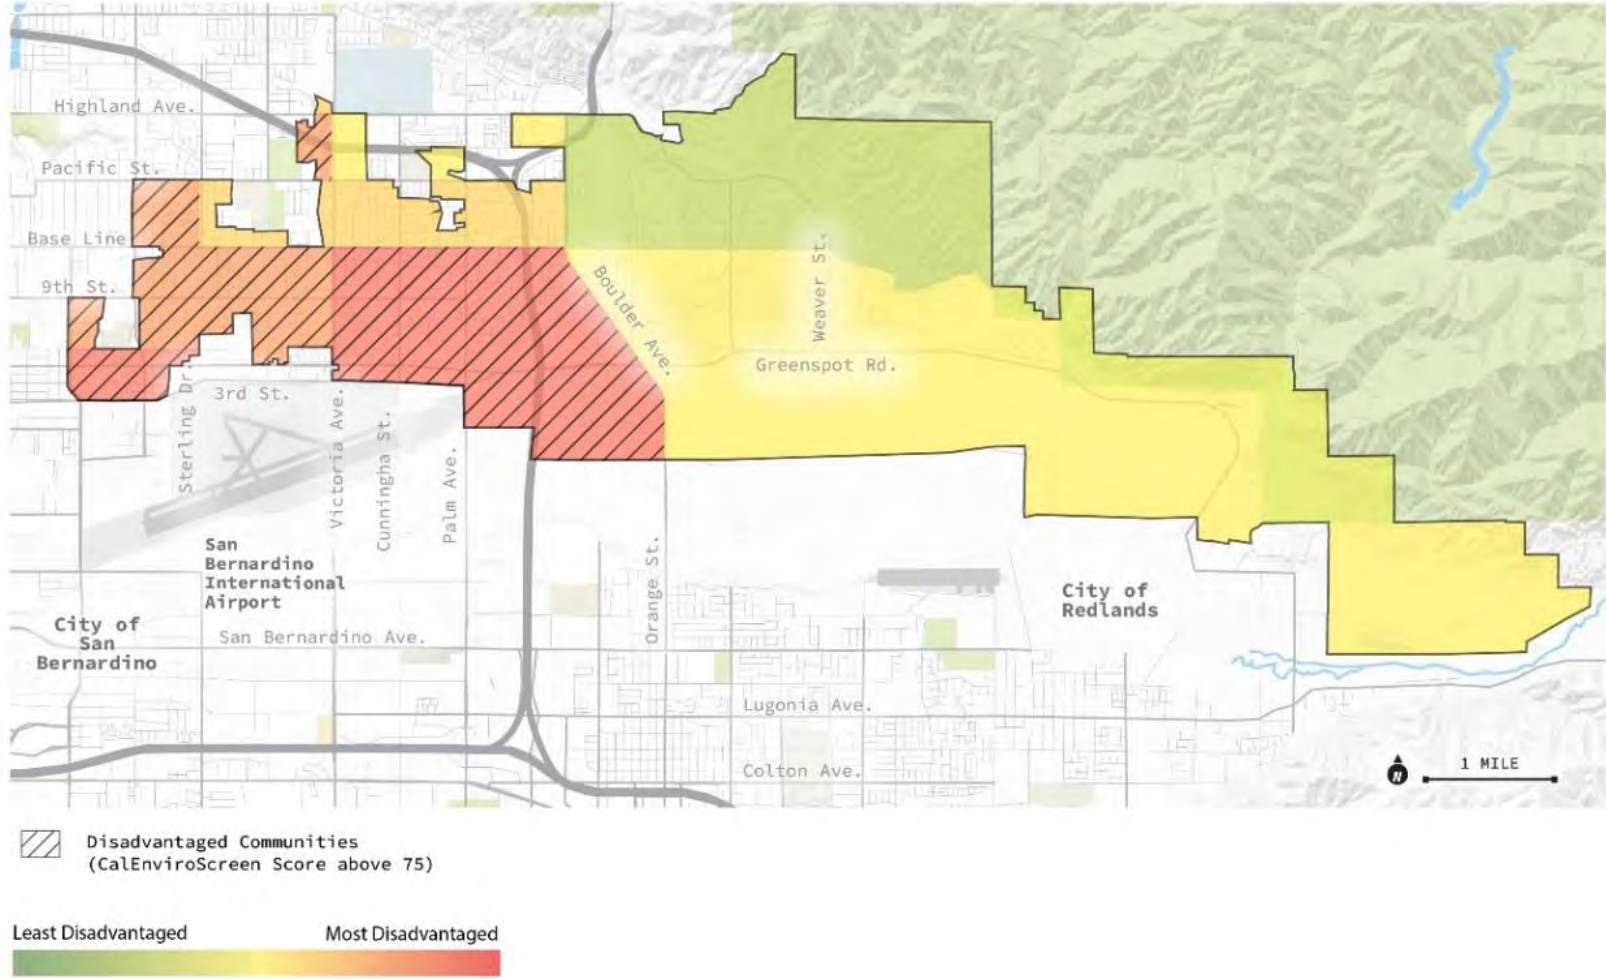 Highland Ave.
Pacific St.
Base Line
9th St.
Boulder Ave.
Weaver St.
Greenspot Rd.
3rd St.
Sterling Dr.
Victoria Ave.
Cunningha St.
Palm Ave.
Orange St.
San
Bernardino
International
Airport
City of
Redlands
City of
San
Bernardino
San Bernardino Ave.
Lugonia Ave.
Colton Ave.
N
1 MILE
Disadvantaged Communities
(CalEnviroScreen Score above 75)
Least Disadvantaged
Most Disadvantaged